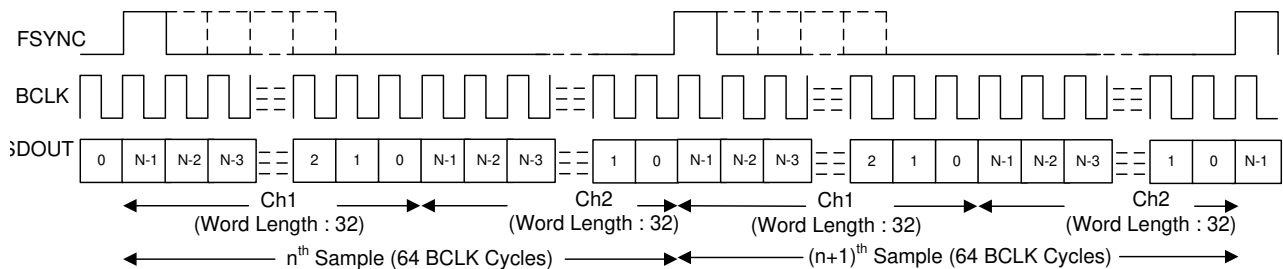 FSYNC
BCLK
SDOUT 0 N-1 N-2 N-3 2 1 0 N-1 N-2 N-3 1 0 N-1 N-2 N-3 2 1 0 N-1 N-2 N-3 1 0 N-1
Ch1 Ch2 Ch1 Ch2
(Word Length : 32) (Word Length : 32) (Word Length : 32) (Word Length : 32)
nth Sample (64 BCLK Cycles) (n+1)th Sample (64 BCLK Cycles)